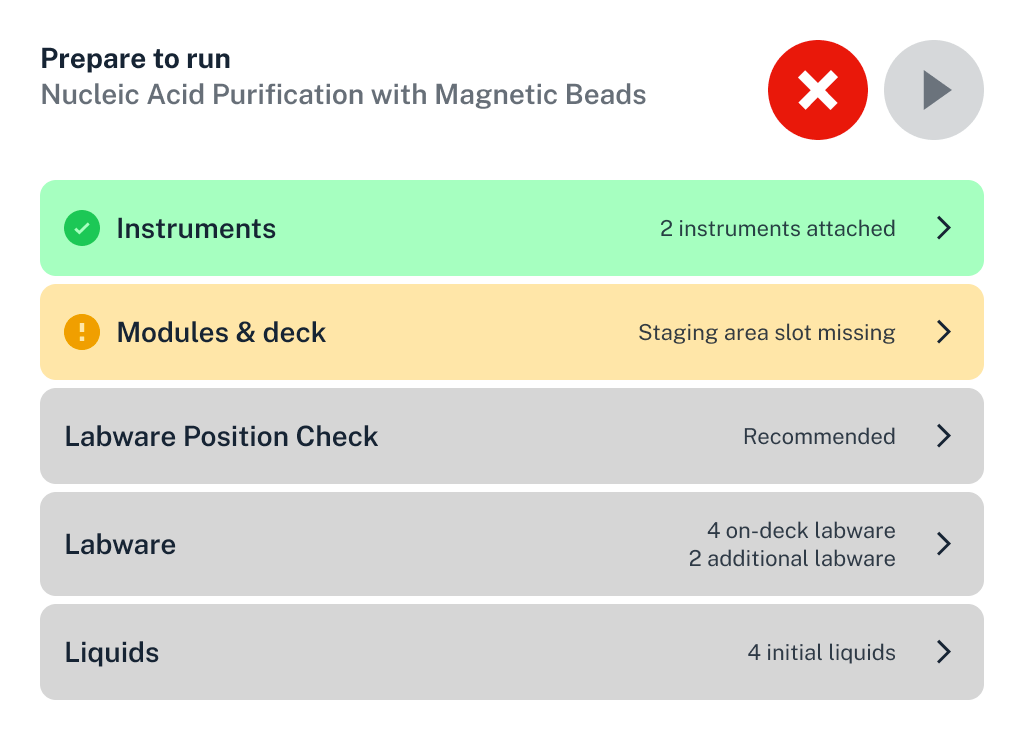 Prepare to run
Nucleic Acid Purification with Magnetic Beads
Instruments
2 instruments attached
Modules & deck
Staging area slot missing
Labware Position Check
Recommended
Labware
4 on-deck labware
2 additional labware
Liquids
4 initial liquids